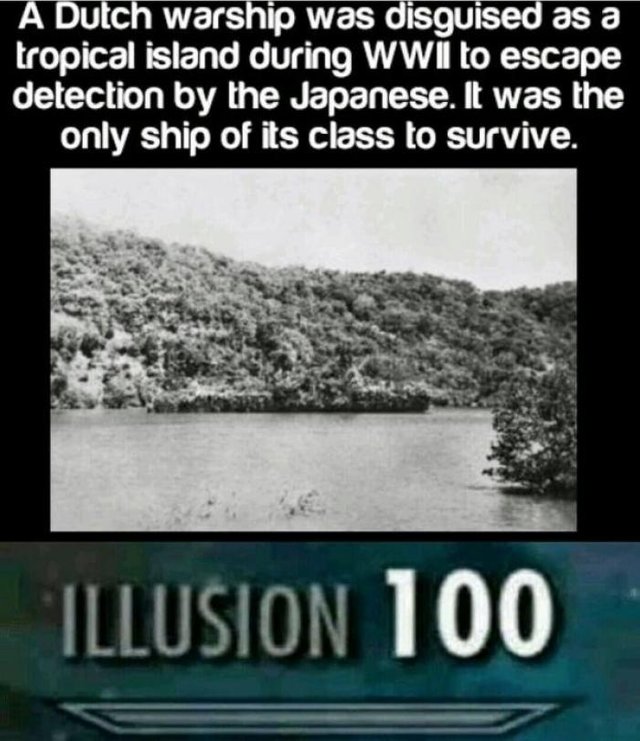 A Dutch warship was disguised as a
tropical island during WWII to escape
detection by the Japanese. It was the
only ship of its class to survive.
ILLUSION 100